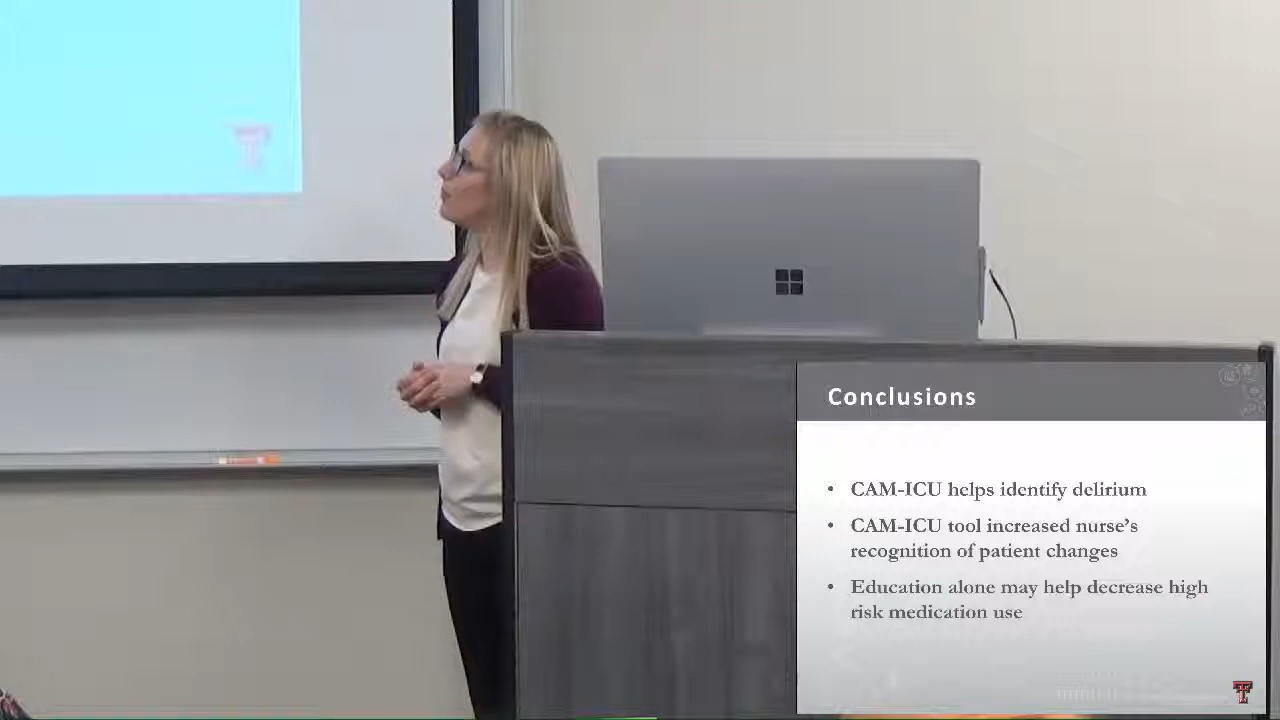 Conclusions
• CAM-ICU helps identify delirium
• CAM-ICU tool increased nurse’s
recognition of patient changes
• Education alone may help decrease high
risk medication use